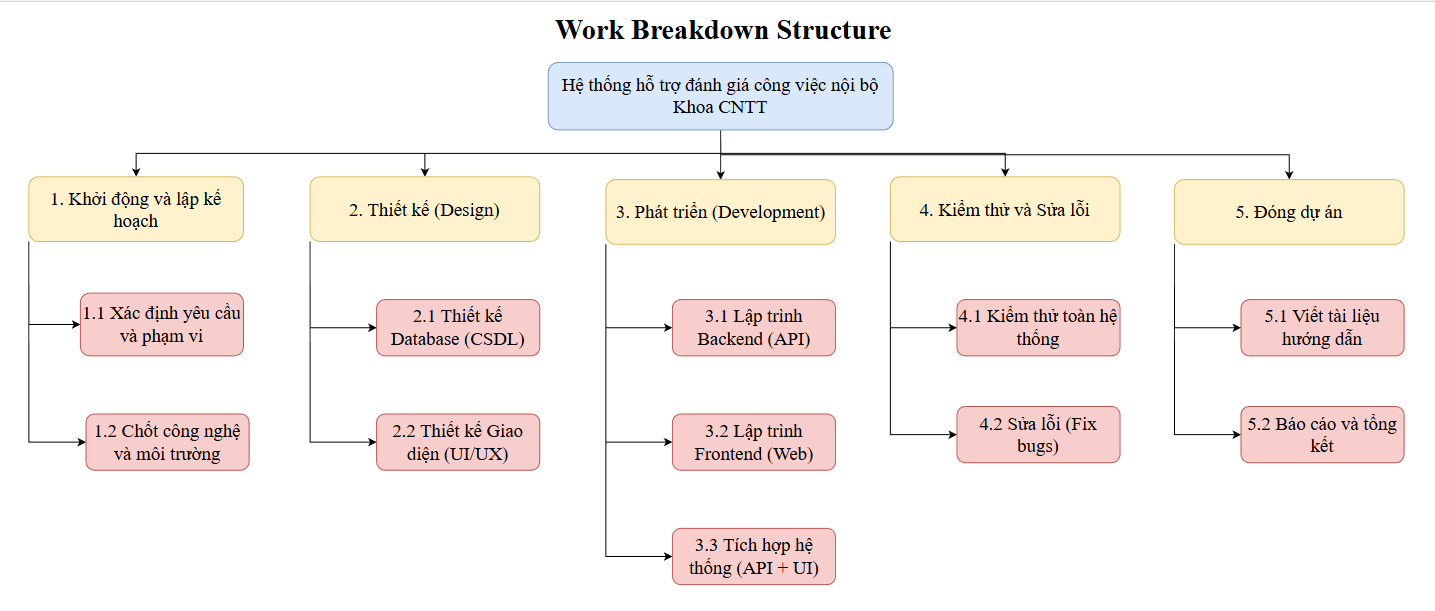 Work Breakdown Structure
Hệ thống hỗ trợ đánh giá công việc nội bộ
Khoa CNTT
1. Khởi động và lập kế
hoạch
2. Thiết kế (Design)
3. Phát triển (Development)
4. Kiểm thử và Sửa lỗi
5. Đóng dự án
1.1 Xác định yêu cầu
và phạm vi
2.1 Thiết kế
Database (CSDL)
3.1 Lập trình
Backend (API)
4.1 Kiểm thử toàn hệ
thống
5.1 Viết tài liệu
hướng dẫn
1.2 Chốt công nghệ
và môi trường
2.2 Thiết kế Giao
diện (UI/UX)
3.2 Lập trình
Frontend (Web)
4.2 Sửa lỗi (Fix
bugs)
5.2 Báo cáo và tổng
kết
3.3 Tích hợp hệ
thống (API + UI)